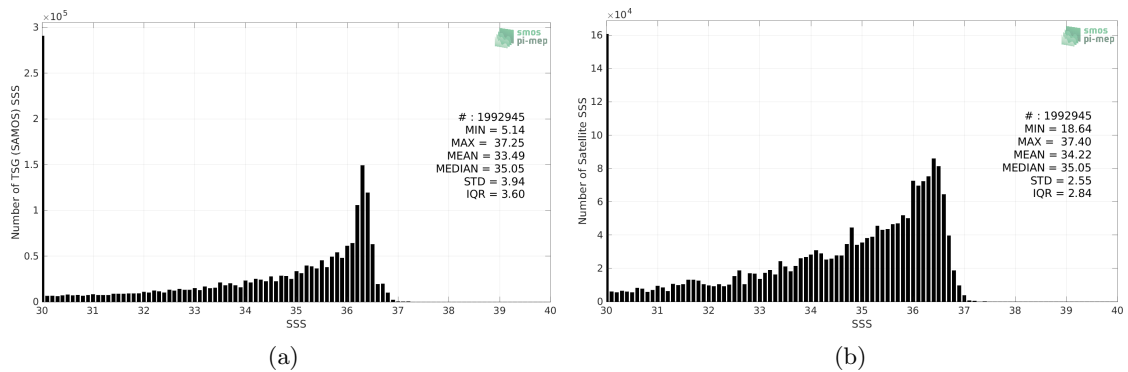 ×10⁵
3
2.5
2
1.5
1
0.5
0
Number of TSG (SAMOS) SSS
30 31 32 33 34 35 36 37 38 39 40
SSS
smos
pi-mep
# : 1992945
MIN = 5.14
MAX = 37.25
MEAN = 33.49
MEDIAN = 35.05
STD = 3.94
IQR = 3.60
(a)
×10⁴
16
14
12
10
8
6
4
2
0
Number of Satellite SSS
30 31 32 33 34 35 36 37 38 39 40
SSS
smos
pi-mep
# : 1992945
MIN = 18.64
MAX = 37.40
MEAN = 34.22
MEDIAN = 35.05
STD = 2.55
IQR = 2.84
(b)